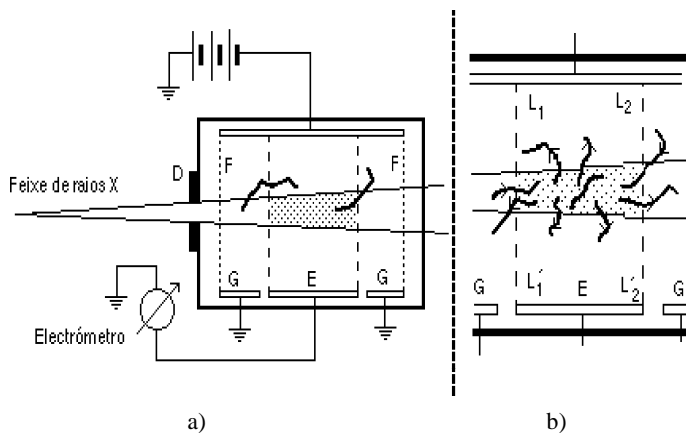 D
F
F
Feixe de raios X
G
E
G
Electrómetro
L1
L2
L´1
L´2
G
E
G
a)
b)